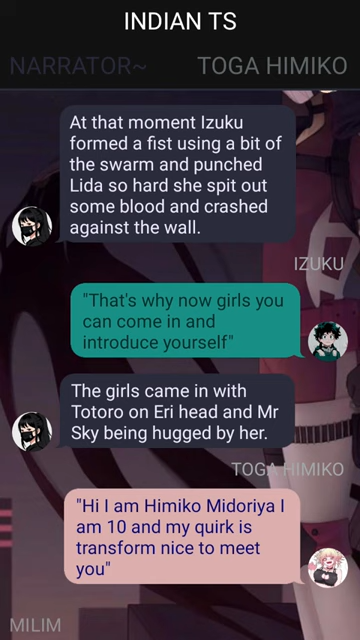 INDIAN TS
NARRATOR~ TOGA HIMIKO
At that moment Izuku
formed a fist using a bit of
the swarm and punched
Lida so hard she spit out
some blood and crashed
against the wall.
IZUKU
"That's why now girls you
can come in and
introduce yourself"
The girls came in with
Totoro on Eri head and Mr
Sky being hugged by her.
TOGA HIMIKO
"Hi I am Himiko Midoriya I
am 10 and my quirk is
transform nice to meet
you"
MILIM